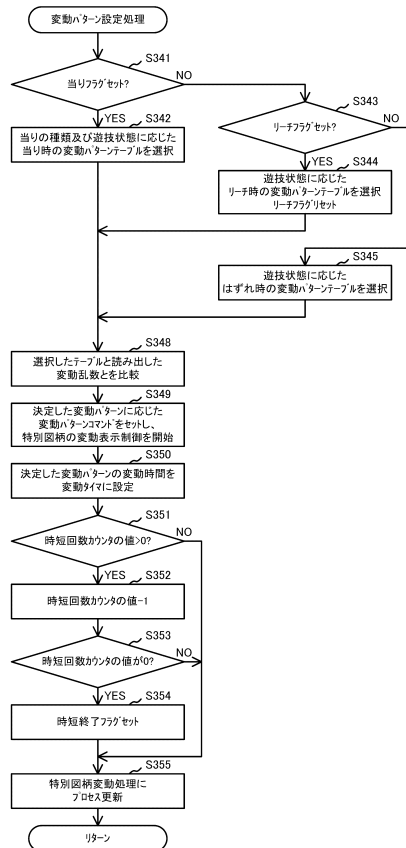 変動パターン設定処理
S341
当りフラグセット?
NO
YES
S342
当りの種類及び遊技状態に応じた
当り時の変動パターンテーブルを選択
S343
リーチフラグセット?
NO
YES
S344
遊技状態に応じた
リーチ時の変動パターンテーブルを選択
リーチフラグリセット
S345
遊技状態に応じた
はずれ時の変動パターンテーブルを選択
S348
選択したテーブルと読み出した
変動乱数とを比較
S349
決定した変動パターンに応じた
変動パターンコマンドをセットし、
特別図柄の変動表示制御を開始
S350
決定した変動パターンの変動時間を
変動タイマに設定
S351
時短回数カウンタの値>0?
NO
YES
S352
時短回数カウンタの値-1
S353
時短回数カウンタの値が0?
NO
YES
S354
時短終了フラグセット
S355
特別図柄変動処理に
プロセス更新
リターン